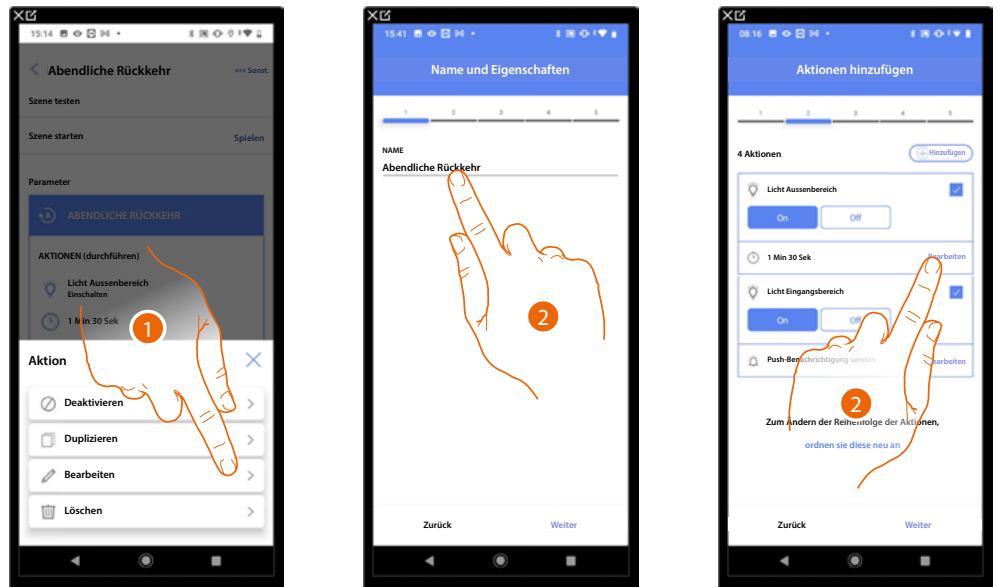 15:14
Abendliche Rückkehr
Sonst.
Szene testen
Szene starten
Spielen
Parameter
ABENDLICHE RÜCKKEHR
AKTIONEN (durchführen)
Licht Aussenbereich
Einschalten
1 Min 30 Sek
1
Aktion
Deaktivieren
Duplizieren
Bearbeiten
Löschen
15:41
Name und Eigenschaften
1 2 3 4 5
NAME
Abendliche Rückkehr
2
Zurück Weiter
08:16
Aktionen hinzufügen
1 2 3 4 5
4 Aktionen
Hinzufügen
Licht Aussenbereich
On Off
1 Min 30 Sek
Bearbeiten
Licht Eingangsbereich
On Off
Push-Benachrichtigung senden
Bearbeiten
2
Zum Ändern der Reihenfolge der Aktionen,
ordnen sie diese neu an
Zurück Weiter